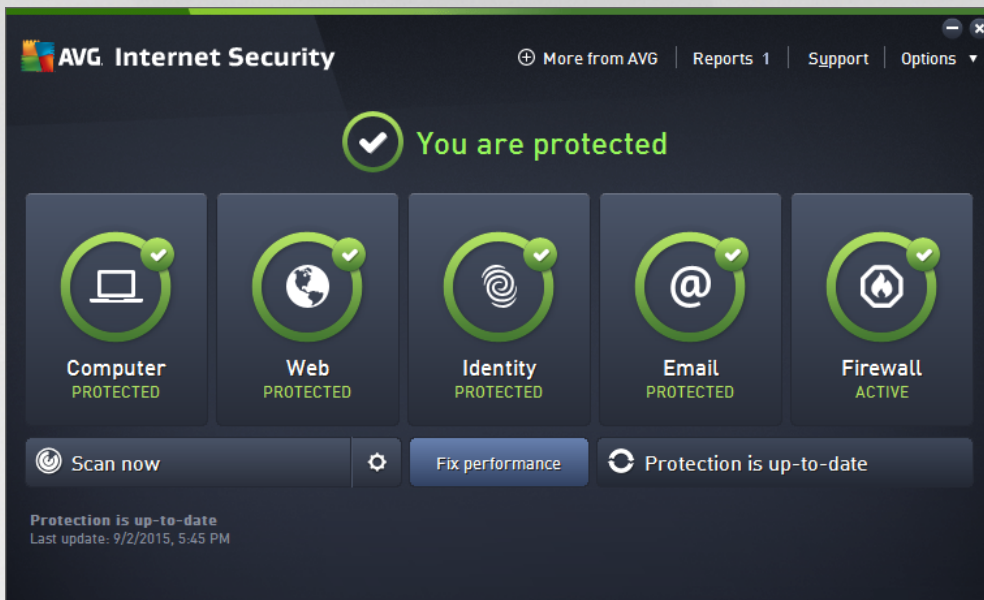 AVG Internet Security
More from AVG
Reports 1
Support
Options
You are protected
Computer
PROTECTED
Web
PROTECTED
Identity
PROTECTED
Email
PROTECTED
Firewall
ACTIVE
Scan now
Fix performance
Protection is up-to-date
Protection is up-to-date
Last update: 9/2/2015, 5:45 PM